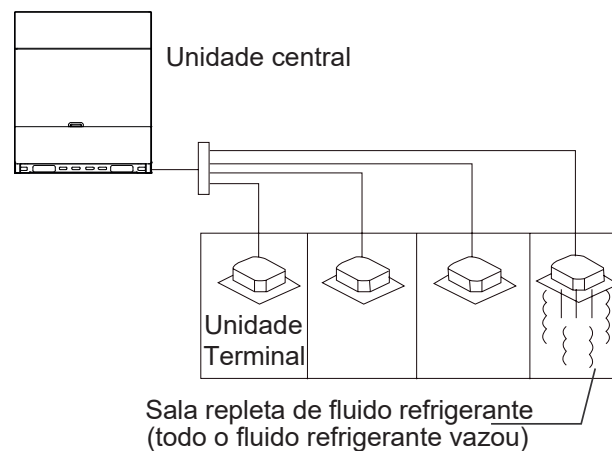 Unidade central
Unidade
Terminal
Sala repleta de fluido refrigerante
(todo o fluido refrigerante vazou)